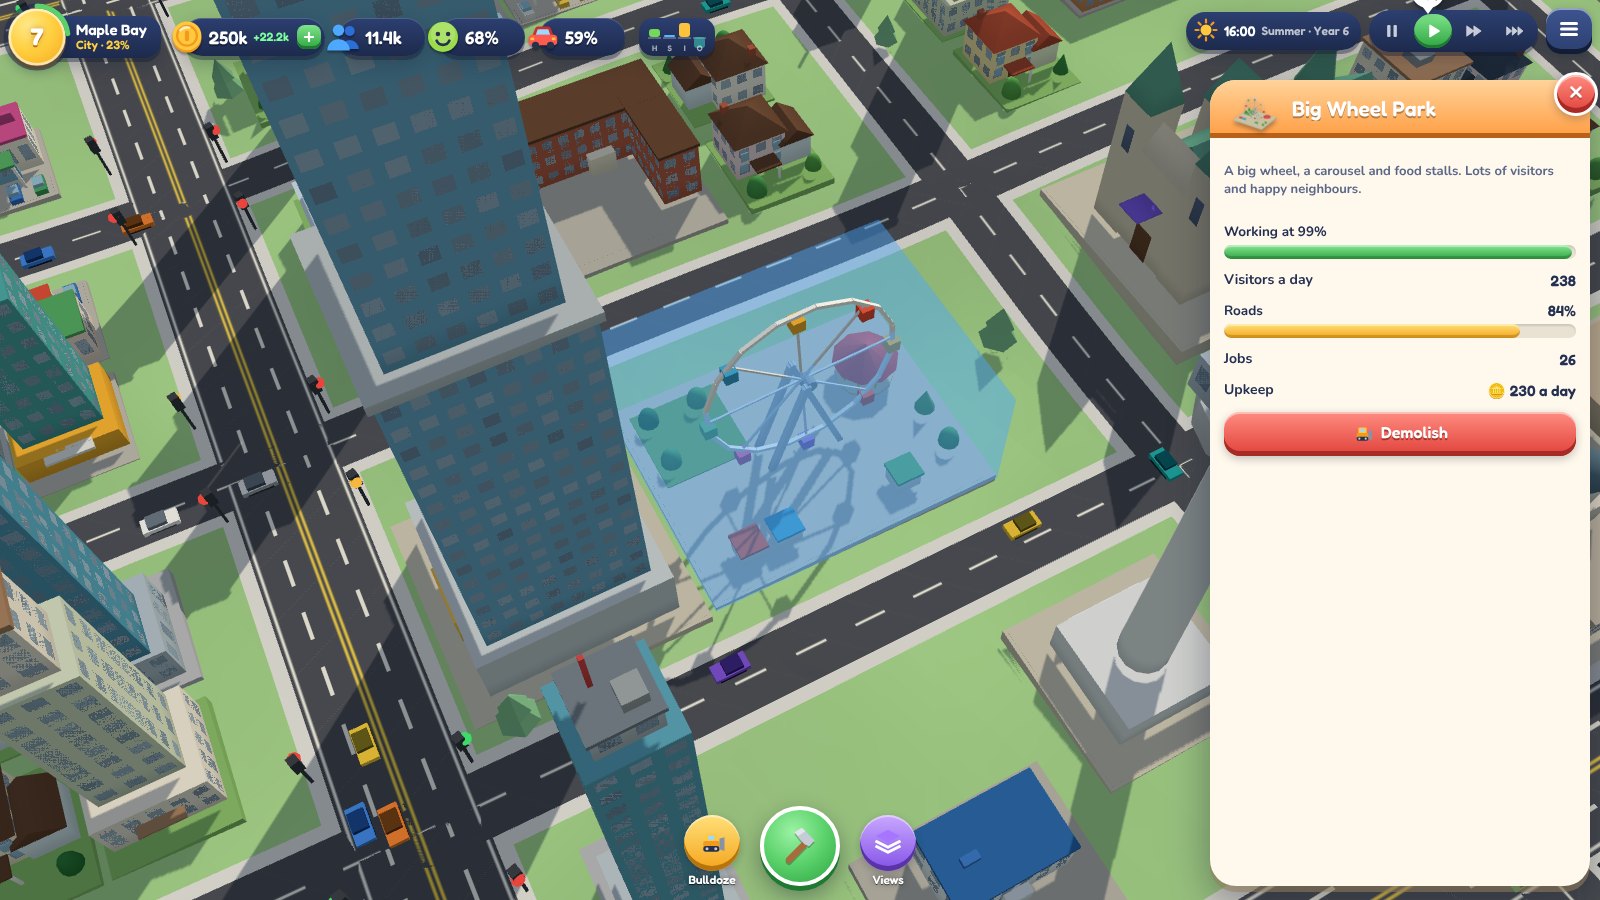 7
Maple Bay
City · 23%
250k +22.2k +
11.4k
68%
59%
H S I O
16:00 Summer · Year 6
Big Wheel Park
A big wheel, a carousel and food stalls. Lots of visitors
and happy neighbours.
Working at 99%
Visitors a day 238
Roads 84%
Jobs 26
Upkeep 230 a day
Demolish
Bulldoze
Views